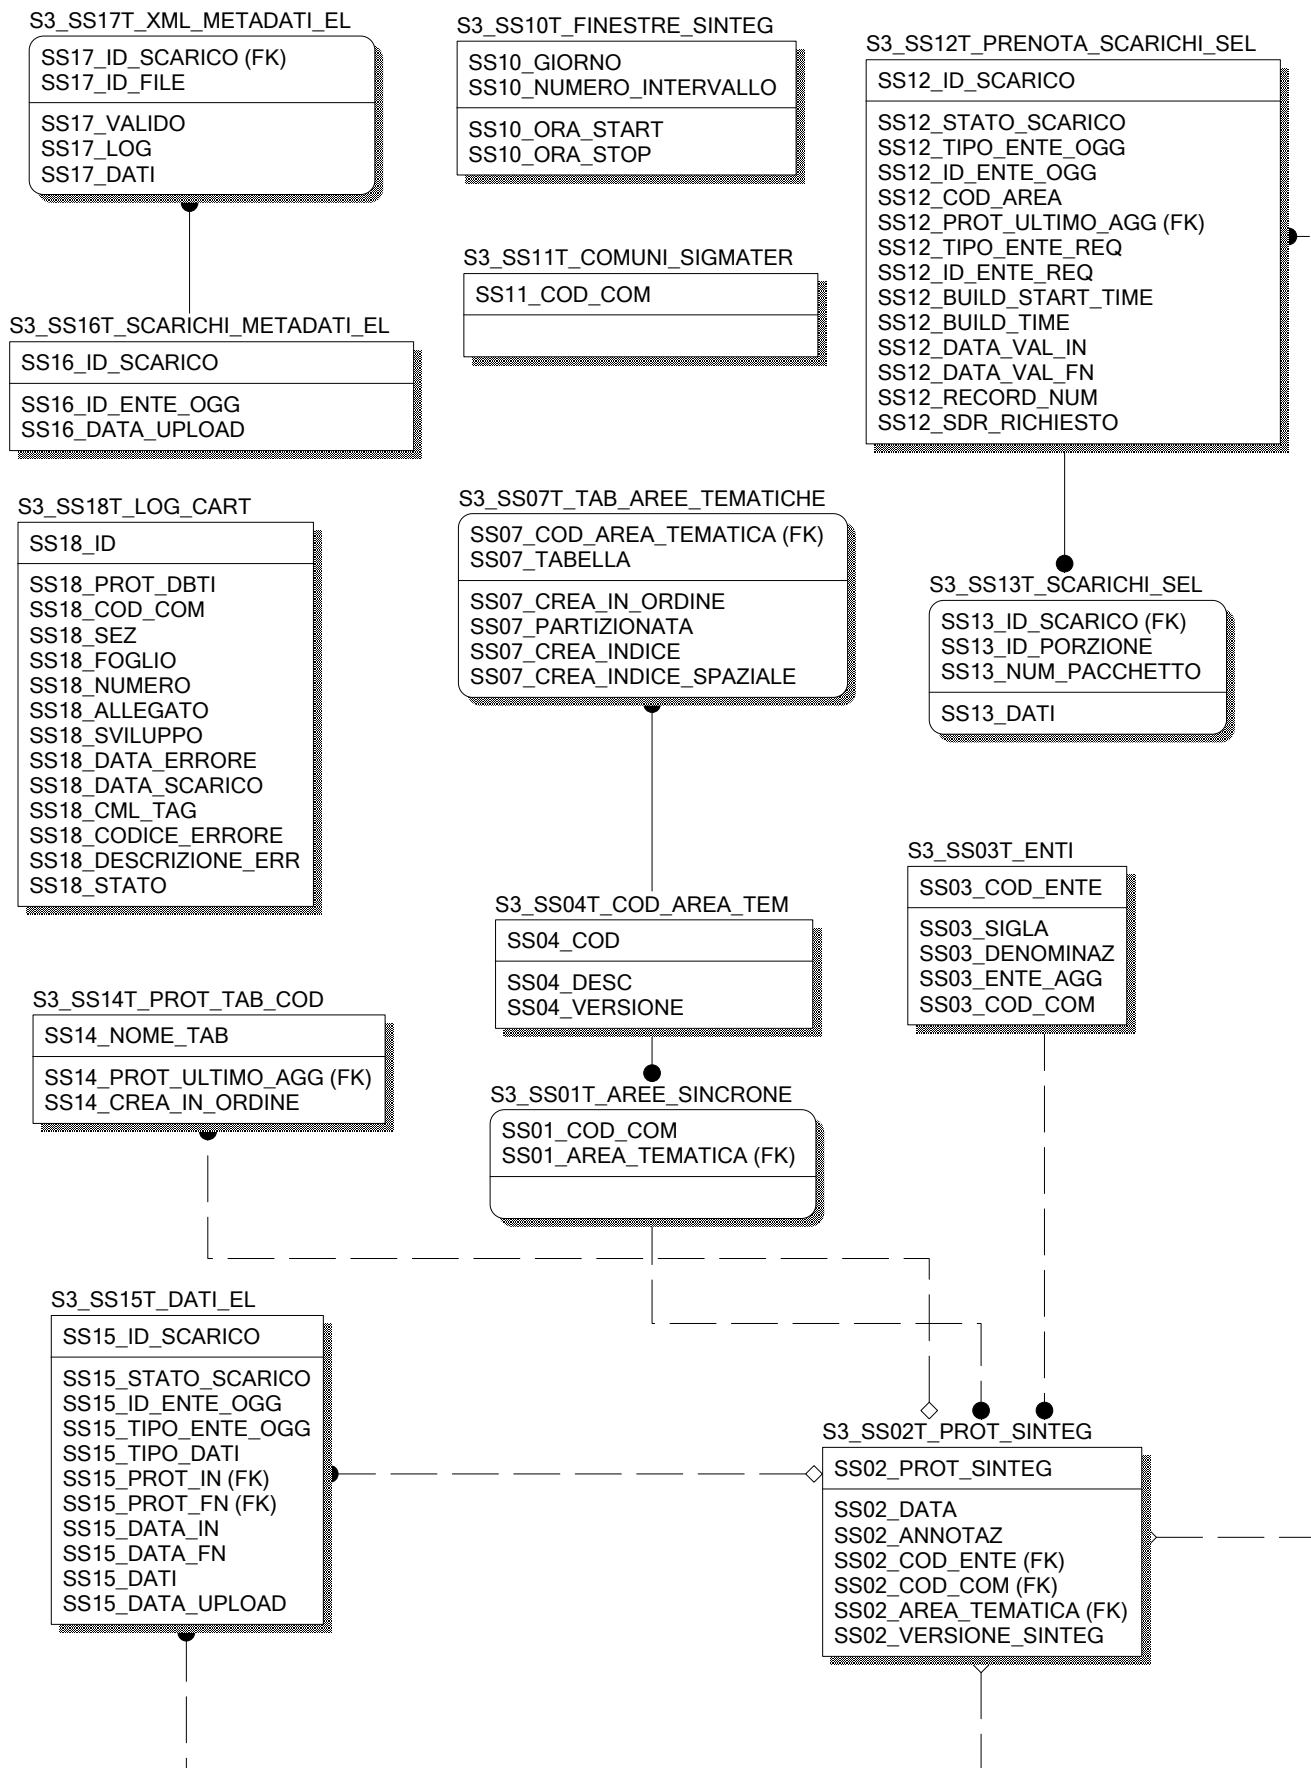 S3_SS17T_XML_METADATI_EL
SS17_ID_SCARICO (FK)
SS17_ID_FILE
SS17_VALIDO
SS17_LOG
SS17_DATI
S3_SS10T_FINESTRE_SINTEG
SS10_GIORNO
SS10_NUMERO_INTERVALLO
SS10_ORA_START
SS10_ORA_STOP
S3_SS12T_PRENOTA_SCARICHI_SEL
SS12_ID_SCARICO
SS12_STATO_SCARICO
SS12_TIPO_ENTE_OGG
SS12_ID_ENTE_OGG
SS12_COD_AREA
SS12_PROT_ULTIMO_AGG (FK)
SS12_TIPO_ENTE_REQ
SS12_ID_ENTE_REQ
SS12_BUILD_START_TIME
SS12_BUILD_TIME
SS12_DATA_VAL_IN
SS12_DATA_VAL_FN
SS12_RECORD_NUM
SS12_SDR_RICHIESTO
S3_SS11T_COMUNI_SIGMATER
SS11_COD_COM
S3_SS16T_SCARICHI_METADATI_EL
SS16_ID_SCARICO
SS16_ID_ENTE_OGG
SS16_DATA_UPLOAD
S3_SS18T_LOG_CART
SS18_ID
SS18_PROT_DBTI
SS18_COD_COM
SS18_SEZ
SS18_FOGLIO
SS18_NUMERO
SS18_ALLEGATO
SS18_SVILUPPO
SS18_DATA_ERRORE
SS18_DATA_SCARICO
SS18_CML_TAG
SS18_CODICE_ERRORE
SS18_DESCRIZIONE_ERR
SS18_STATO
S3_SS07T_TAB_AREE_TEMATICHE
SS07_COD_AREA_TEMATICA (FK)
SS07_TABELLA
SS07_CREA_IN_ORDINE
SS07_PARTIZIONATA
SS07_CREA_INDICE
SS07_CREA_INDICE_SPAZIALE
S3_SS13T_SCARICHI_SEL
SS13_ID_SCARICO (FK)
SS13_ID_PORZIONE
SS13_NUM_PACCHETTO
SS13_DATI
S3_SS03T_ENTI
SS03_COD_ENTE
SS03_SIGLA
SS03_DENOMINAZ
SS03_ENTE_AGG
SS03_COD_COM
S3_SS04T_COD_AREA_TEM
SS04_COD
SS04_DESC
SS04_VERSIONE
S3_SS14T_PROT_TAB_COD
SS14_NOME_TAB
SS14_PROT_ULTIMO_AGG (FK)
SS14_CREA_IN_ORDINE
S3_SS01T_AREE_SINCRONE
SS01_COD_COM
SS01_AREA_TEMATICA (FK)
S3_SS15T_DATI_EL
SS15_ID_SCARICO
SS15_STATO_SCARICO
SS15_ID_ENTE_OGG
SS15_TIPO_ENTE_OGG
SS15_TIPO_DATI
SS15_PROT_IN (FK)
SS15_PROT_FN (FK)
SS15_DATA_IN
SS15_DATA_FN
SS15_DATI
SS15_DATA_UPLOAD
S3_SS02T_PROT_SINTEG
SS02_PROT_SINTEG
SS02_DATA
SS02_ANNOTAZ
SS02_COD_ENTE (FK)
SS02_COD_COM (FK)
SS02_AREA_TEMATICA (FK)
SS02_VERSIONE_SINTEG